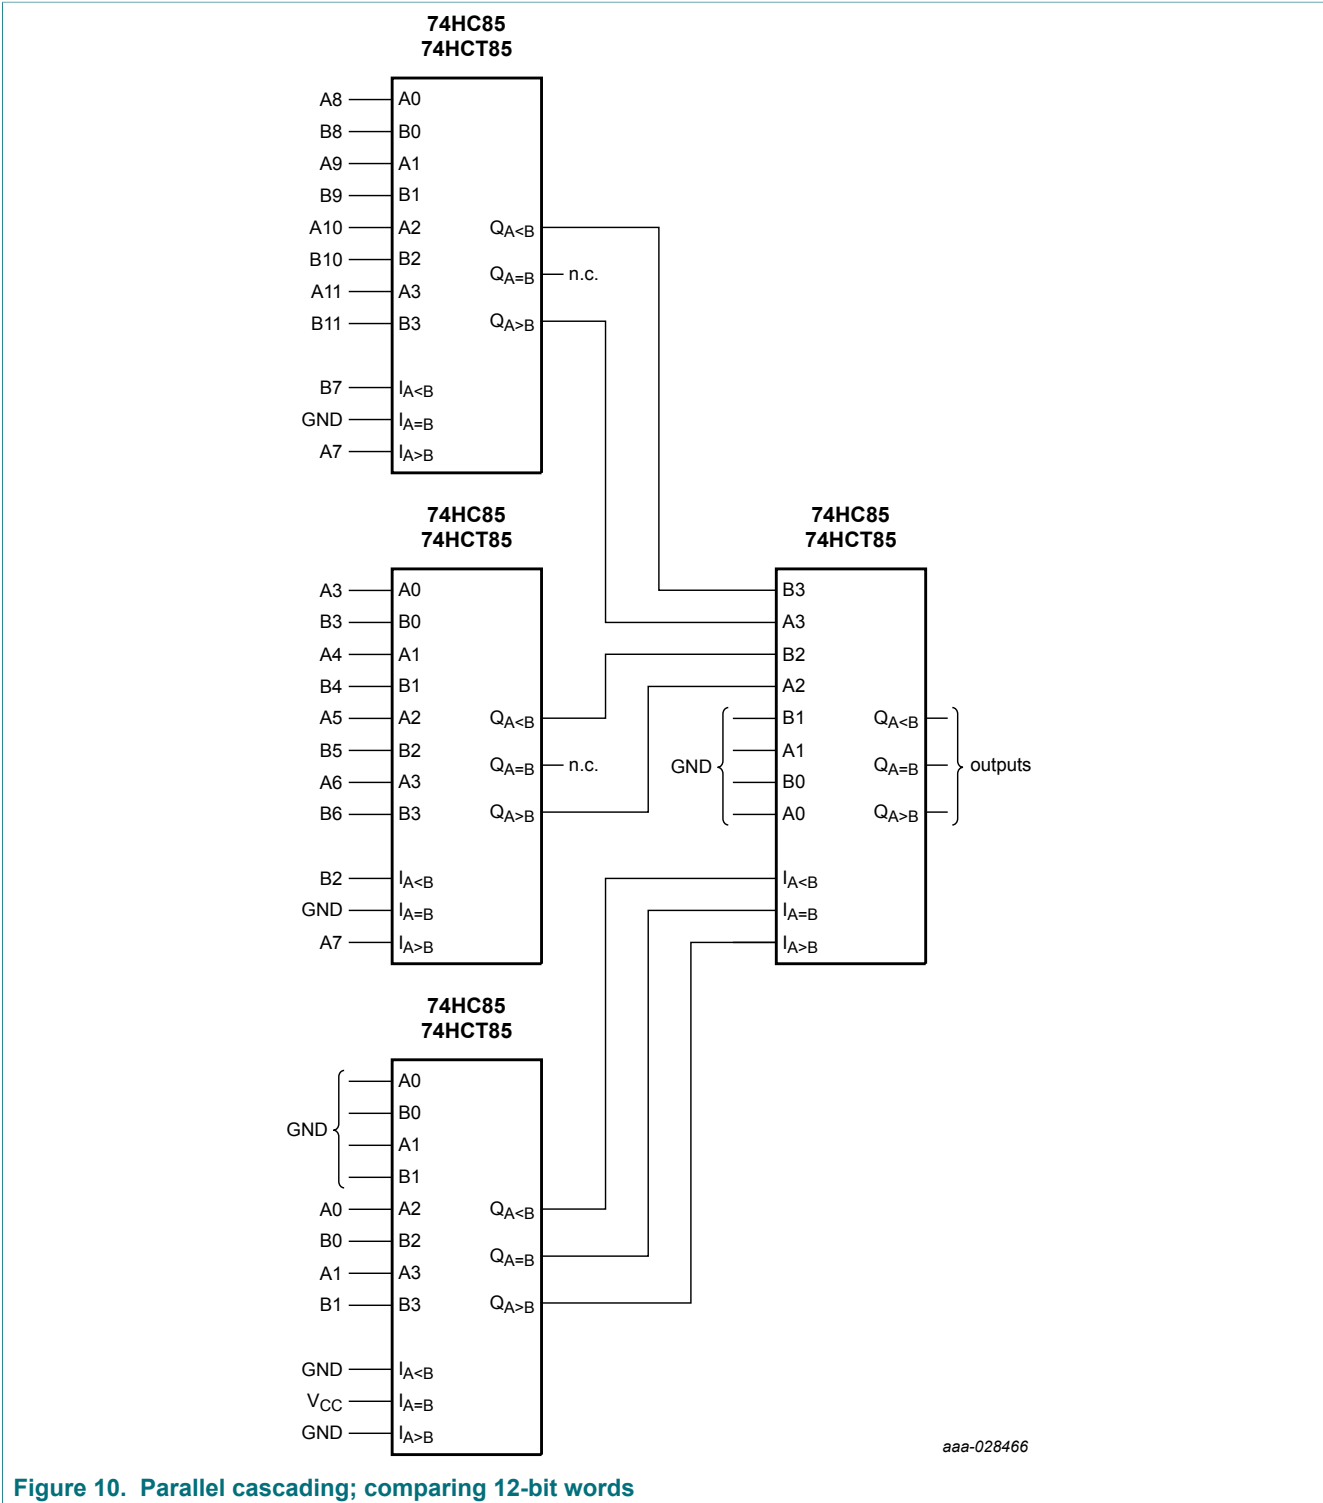 74HC85
74HCT85
A8 A0
B8 B0
A9 A1
B9 B1
A10 A2 QA<B
B10 B2
QA=B n.c.
A11 A3
B11 B3 QA>B
B7 IA<B
GND IA=B
A7 IA>B
74HC85
74HCT85
A3 A0
B3 B0
A4 A1
B4 B1
A5 A2 QA<B
B5 B2
QA=B n.c.
A6 A3
B6 B3 QA>B
B2 IA<B
GND IA=B
A7 IA>B
74HC85
74HCT85
B3
A3
B2
A2
B1 QA<B
A1
GND QA=B outputs
B0
A0 QA>B
IA<B
IA=B
IA>B
74HC85
74HCT85
A0
B0
GND
A1
B1
A0 A2 QA<B
B0 B2
QA=B
A1 A3
B1 B3 QA>B
GND IA<B
VCC IA=B
GND IA>B
aaa-028466
Figure 10. Parallel cascading; comparing 12-bit words